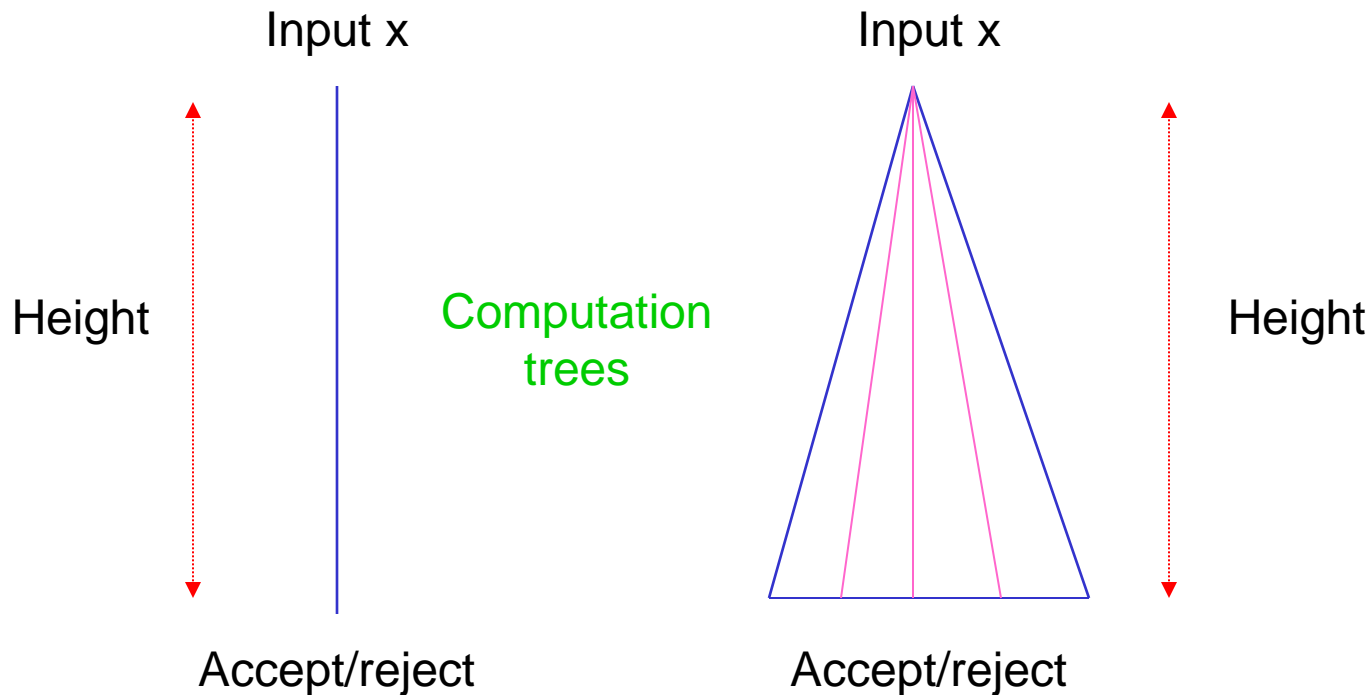 Input x
Input x
Height
Computation
trees
Height
Accept/reject
Accept/reject